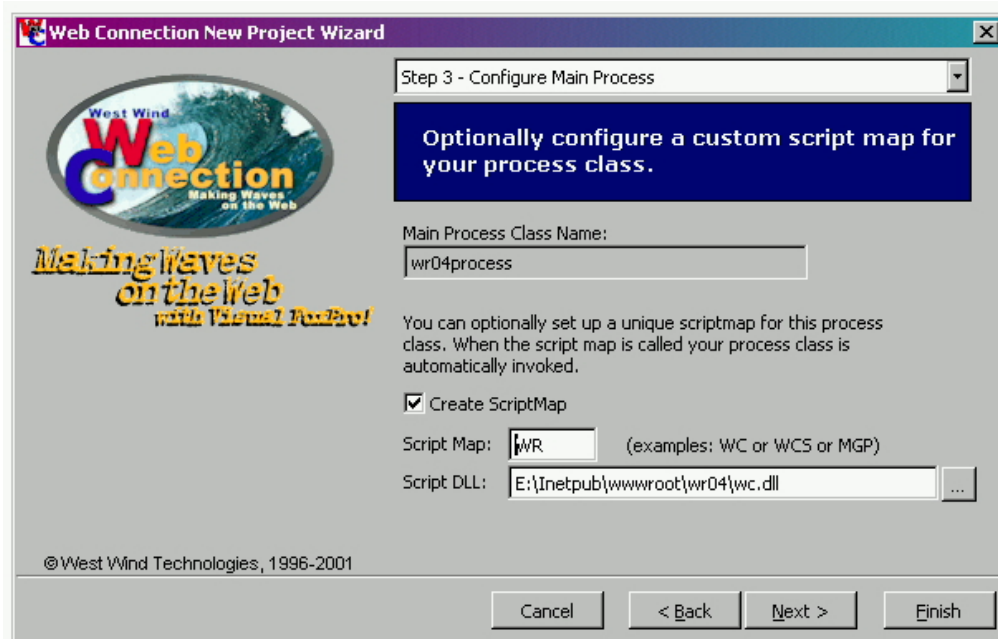 Web Connection New Project Wizard
Step 3 - Configure Main Process
West Wind
Web
Connection
Making Waves
on the Web
Optionally configure a custom script map for
your process class.
Making Waves
on the Web
with Visual FoxPro!
Main Process Class Name:
wr04process
You can optionally set up a unique scriptmap for this process
class. When the script map is called your process class is
automatically invoked.
Create ScriptMap
Script Map: WR (examples: WC or WCS or MGP)
Script DLL: E:\Inetpub\wwwroot\wr04\wc.dll ...
© West Wind Technologies, 1996-2001
Cancel < Back Next > Finish